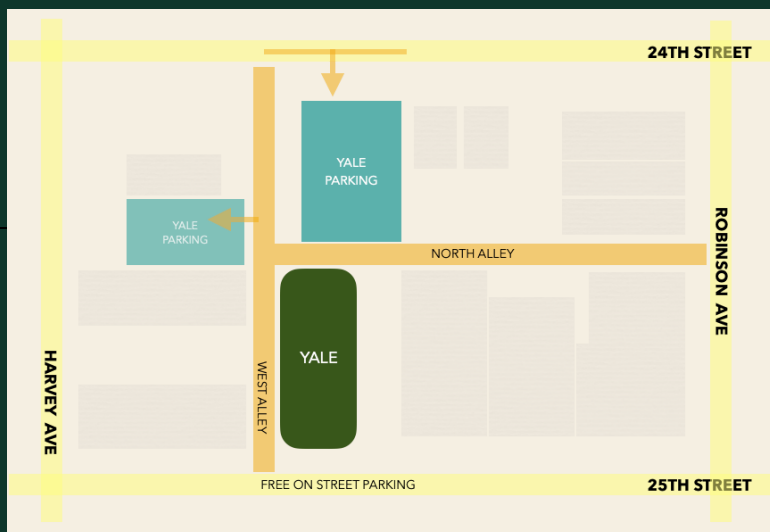 24TH STREET
YALE
PARKING
YALE
PARKING
ROBINSON AVE
NORTH ALLEY
HARVEY AVE
WEST ALLEY
YALE
FREE ON STREET PARKING
25TH STREET